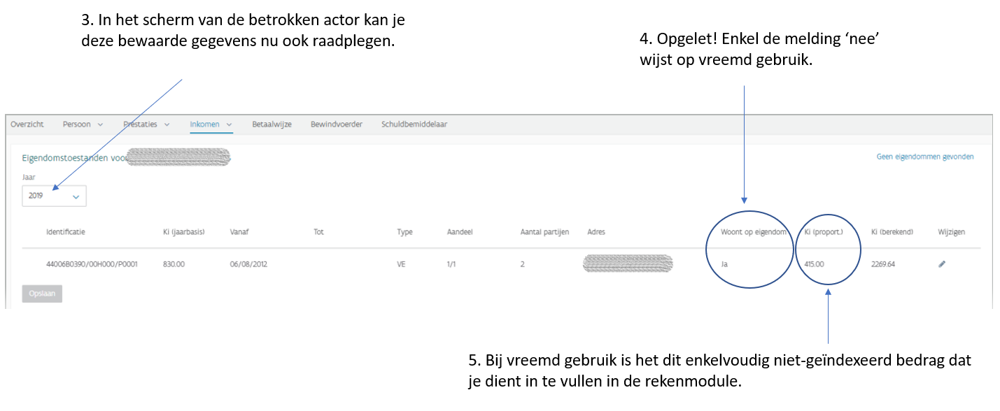 3. In het scherm van de betrokken actor kan je
deze bewaarde gegevens nu ook raadplegen.
4. Opgelet! Enkel de melding ‘nee’
wijst op vreemd gebruik.
Overzicht Persoon Prestaties Inkomen Betaalwijze Bewindvoerder Schuldbemiddelaar
Eigendomstoestanden voor
Geen eigendommen gevonden
Jaar
2019
Identificatie Ki (jaarbasis) Vanaf Tot Type Aandeel Aantal partijen Adres Woont op eigendom Ki (proport.) Ki (berekend) Wijzigen
44006B0390/00H000/P0001 830.00 06/08/2012 VE 1/1 2 Ja 415.00 2269.64
Opslaan
5. Bij vreemd gebruik is het dit enkelvoudig niet-geïndexeerd bedrag dat
je dient in te vullen in de rekenmodule.